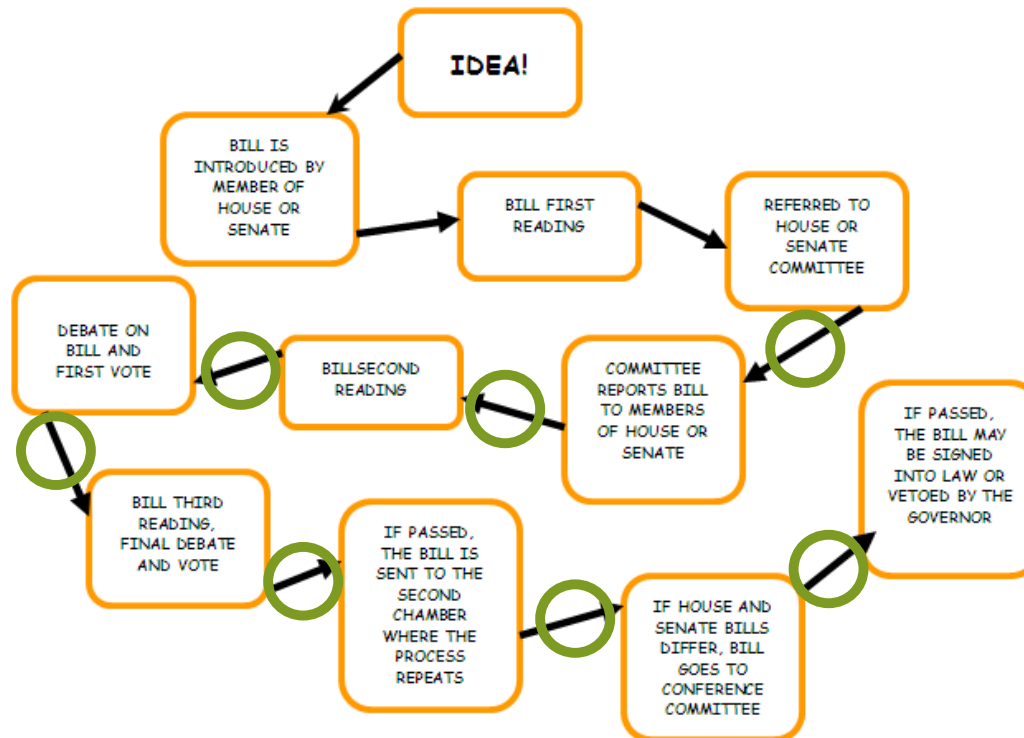 IDEA!
BILL IS
INTRODUCED BY
MEMBER OF
HOUSE OR
SENATE
BILL FIRST
READING
REFERRED TO
HOUSE OR
SENATE
COMMITTEE
COMMITTEE
REPORTS BILL
TO MEMBERS
OF HOUSE OR
SENATE
BILLSECOND
READING
DEBATE ON
BILL AND
FIRST VOTE
BILL THIRD
READING,
FINAL DEBATE
AND VOTE
IF PASSED,
THE BILL IS
SENT TO THE
SECOND
CHAMBER
WHERE THE
PROCESS
REPEATS
IF HOUSE AND
SENATE BILLS
DIFFER, BILL
GOES TO
CONFERENCE
COMMITTEE
IF PASSED,
THE BILL MAY
BE SIGNED
INTO LAW OR
VETOED BY THE
GOVERNOR